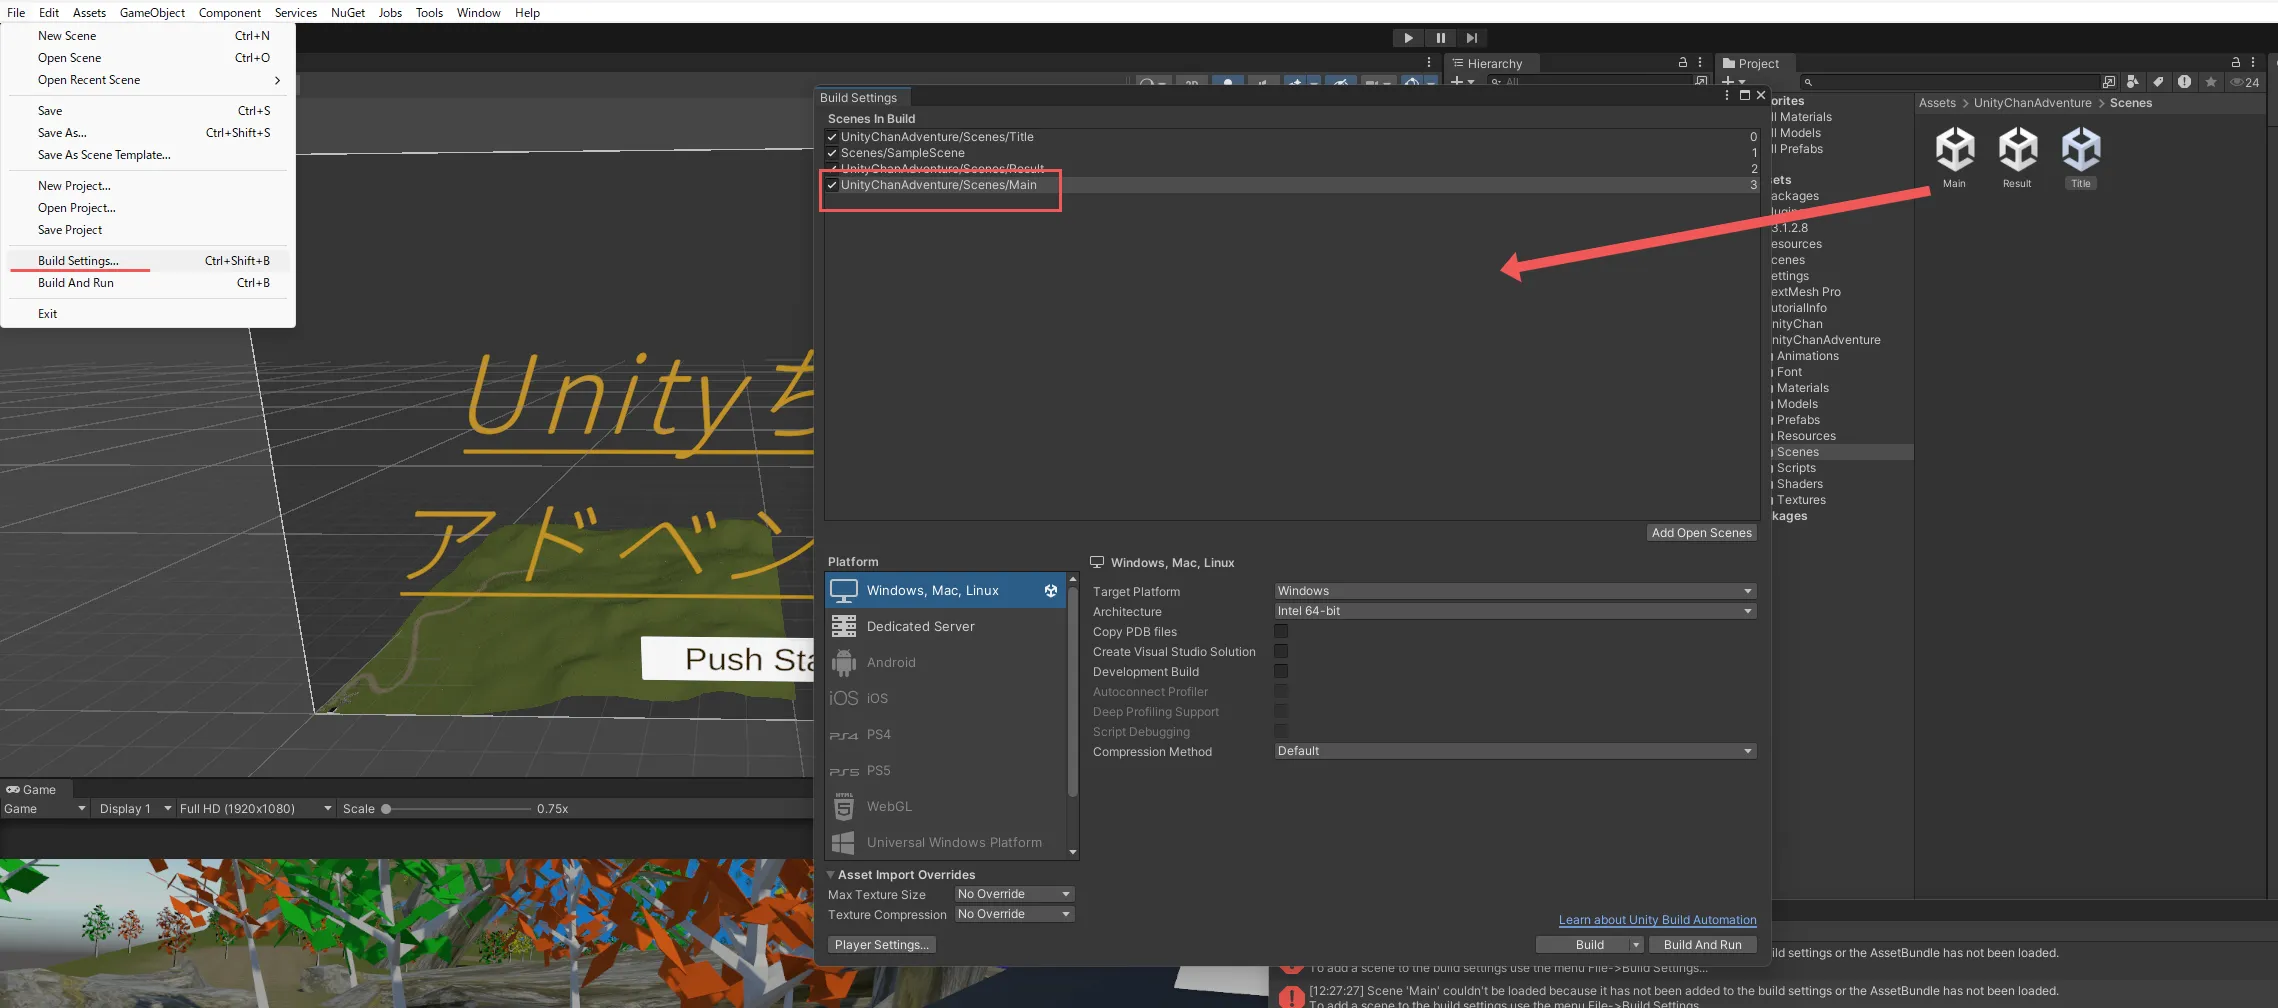 File Edit Assets GameObject Component Services NuGet Jobs Tools Window Help
New Scene Ctrl+N
Open Scene Ctrl+O
Open Recent Scene
Save Ctrl+S
Save As... Ctrl+Shift+S
Save As Scene Template...
New Project...
Open Project...
Save Project
Build Settings... Ctrl+Shift+B
Build And Run Ctrl+B
Exit
Unityち
アドベン
Push Sta
Game
Game Display 1 Full HD (1920x1080) Scale 0.75x
Build Settings
Scenes In Build
UnityChanAdventure/Scenes/Title 0
Scenes/SampleScene 1
UnityChanAdventure/Scenes/Result 2
UnityChanAdventure/Scenes/Main 3
Add Open Scenes
Platform
Windows, Mac, Linux
Dedicated Server
Android
iOS iOS
PS4 PS4
PS5 PS5
HTML 5 WebGL
Universal Windows Platform
Windows, Mac, Linux
Target Platform Windows
Architecture Intel 64-bit
Copy PDB files
Create Visual Studio Solution
Development Build
Autoconnect Profiler
Deep Profiling Support
Script Debugging
Compression Method Default
Asset Import Overrides
Max Texture Size No Override
Texture Compression No Override
Player Settings...
Learn about Unity Build Automation
Build Build And Run
Hierarchy
All
Project
24
orites
ll Materials
ll Models
ll Prefabs
sets
ackages
3.1.2.8
esources
cenes
ettings
extMesh Pro
utorialInfo
nityChan
nityChanAdventure
Animations
Font
Materials
Models
Prefabs
Resources
Scenes
Scripts
Shaders
Textures
kages
Assets > UnityChanAdventure > Scenes
Main Result Title
ild settings or the AssetBundle has not been loaded.
To add a scene to the build settings use the menu File->Build Settings...
[12:27:27] Scene 'Main' couldn't be loaded because it has not been added to the build settings or the AssetBundle has not been loaded.
To add a scene to the build settings use the menu File->Build Settings